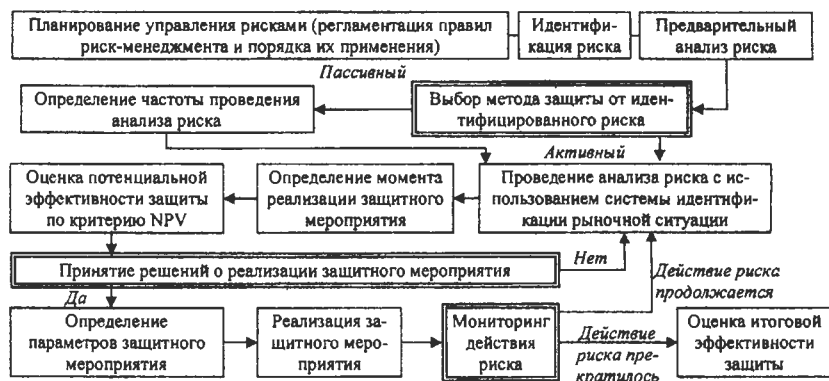 Планирование управления рисками (регламентация правил
риск-менеджмента и порядка их применения)
Идентифи-
кация риска
Предварительный
анализ риска
Пассивный
Определение частоты проведения
анализа риска
Выбор метода защиты от иден-
тифицированного риска
Активный
Оценка потенциальной
эффективности защиты
по критерию NPV
Определение момента
реализации защитного
мероприятия
Проведение анализа риска с ис-
пользованием системы идентифи-
кации рыночной ситуации
Принятие решений о реализации защитного мероприятия
Нет
Действие риска
продолжается
Да
Определение
параметров защитного
мероприятия
Реализация за-
щитного меро-
приятия
Мониторинг
действия
риска
Действие
риска пре-
кратилось
Оценка итоговой
эффективности
защиты